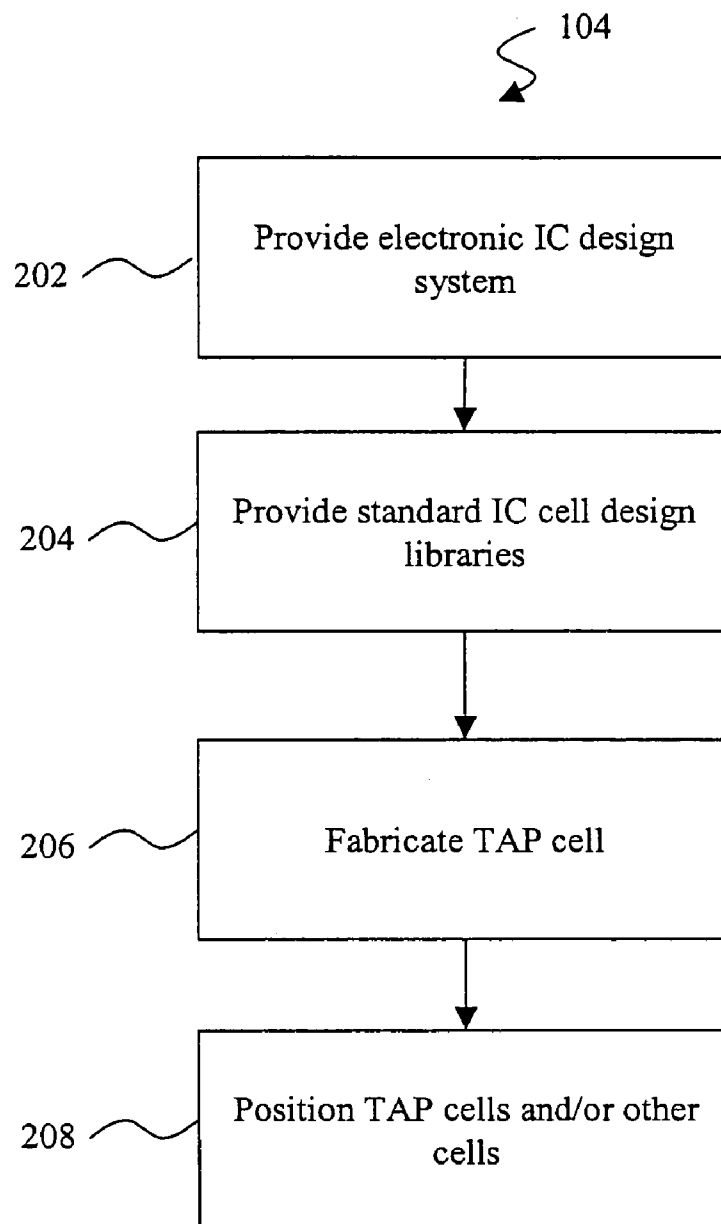 104
202
Provide electronic IC design
system
204
Provide standard IC cell design
libraries
206
Fabricate TAP cell
208
Position TAP cells and/or other
cells